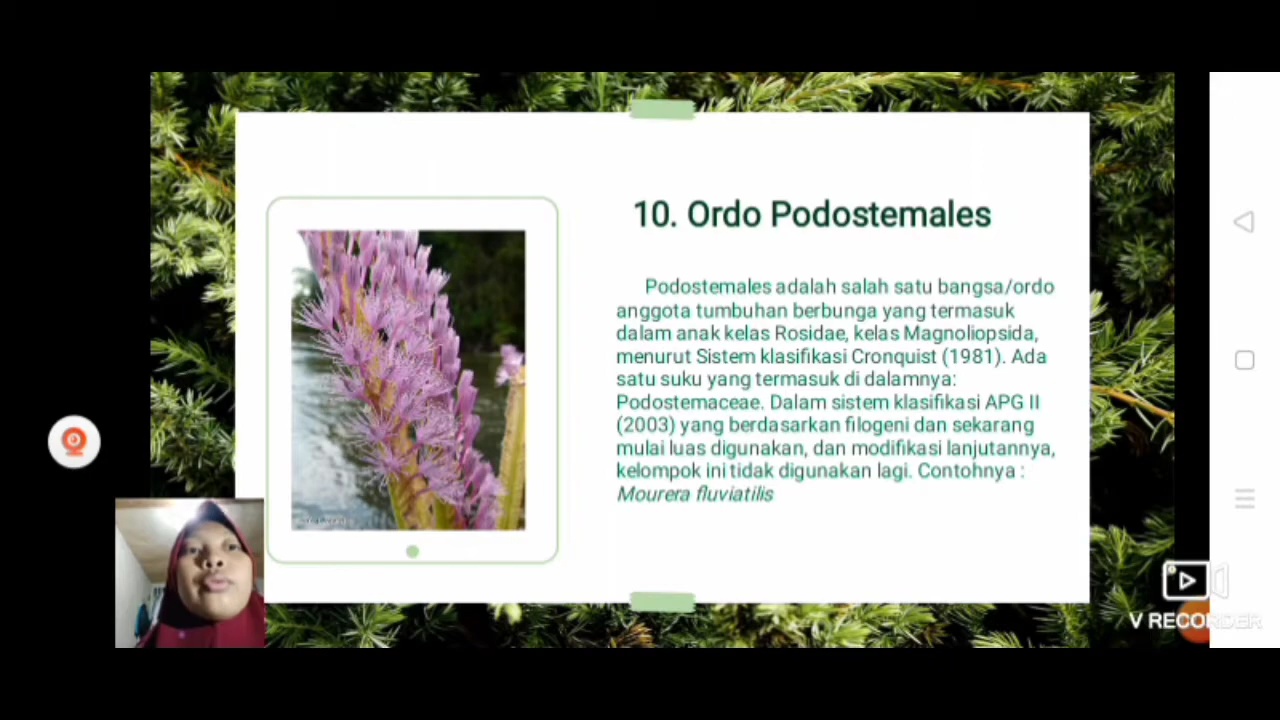 10. Ordo Podostemales
Podostemales adalah salah satu bangsa/ordo
anggota tumbuhan berbunga yang termasuk
dalam anak kelas Rosidae, kelas Magnoliopsida,
menurut Sistem klasifikasi Cronquist (1981). Ada
satu suku yang termasuk di dalamnya:
Podostemaceae. Dalam sistem klasifikasi APG II
(2003) yang berdasarkan filogeni dan sekarang
mulai luas digunakan, dan modifikasi lanjutannya,
kelompok ini tidak digunakan lagi. Contohnya :
Mourera fluviatilis
V RECORDER